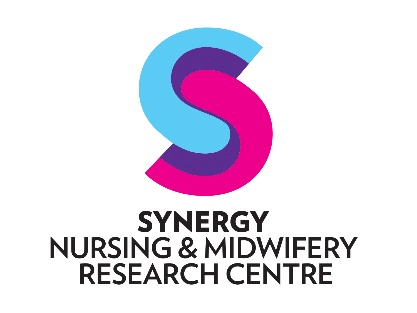 SYNERGY
NURSING & MIDWIFERY
RESEARCH CENTRE